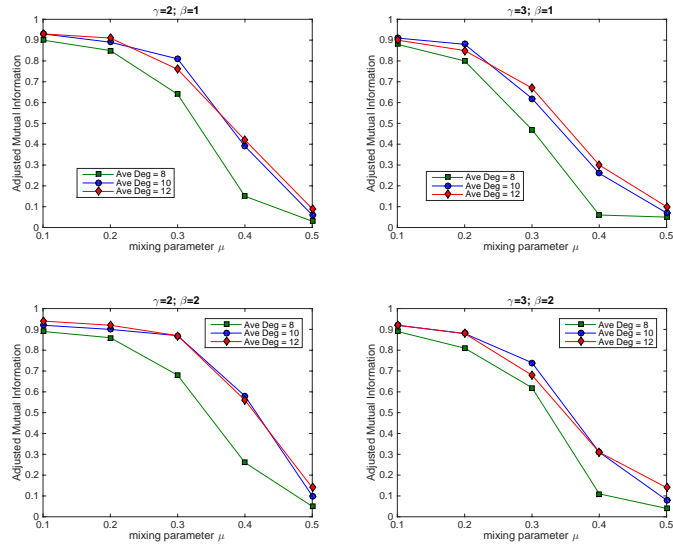 γ=2; β=1
Adjusted Mutual Information
1
0.9
0.8
0.7
0.6
0.5
0.4
0.3
0.2
0.1
0
Ave Deg = 8
Ave Deg = 10
Ave Deg = 12
0.1 0.2 0.3 0.4 0.5
mixing parameter μ
γ=3; β=1
Adjusted Mutual Information
1
0.9
0.8
0.7
0.6
0.5
0.4
0.3
0.2
0.1
0
Ave Deg = 8
Ave Deg = 10
Ave Deg = 12
0.1 0.2 0.3 0.4 0.5
mixing parameter μ
γ=2; β=2
Adjusted Mutual Information
1
0.9
0.8
0.7
0.6
0.5
0.4
0.3
0.2
0.1
0
Ave Deg = 8
Ave Deg = 10
Ave Deg = 12
0.1 0.2 0.3 0.4 0.5
mixing parameter μ
γ=3; β=2
Adjusted Mutual Information
1
0.9
0.8
0.7
0.6
0.5
0.4
0.3
0.2
0.1
0
Ave Deg = 8
Ave Deg = 10
Ave Deg = 12
0.1 0.2 0.3 0.4 0.5
mixing parameter μ